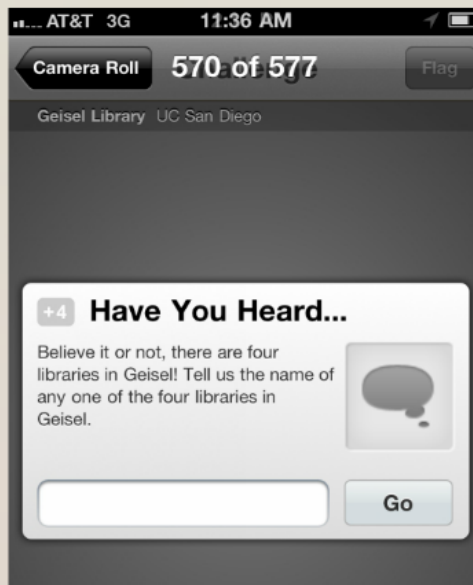 AT&T 3G 11:36 AM
Camera Roll 570 of 577 Challenge Flag
Geisel Library UC San Diego
+4 Have You Heard...
Believe it or not, there are four
libraries in Geisel! Tell us the name of
any one of the four libraries in
Geisel.
Go